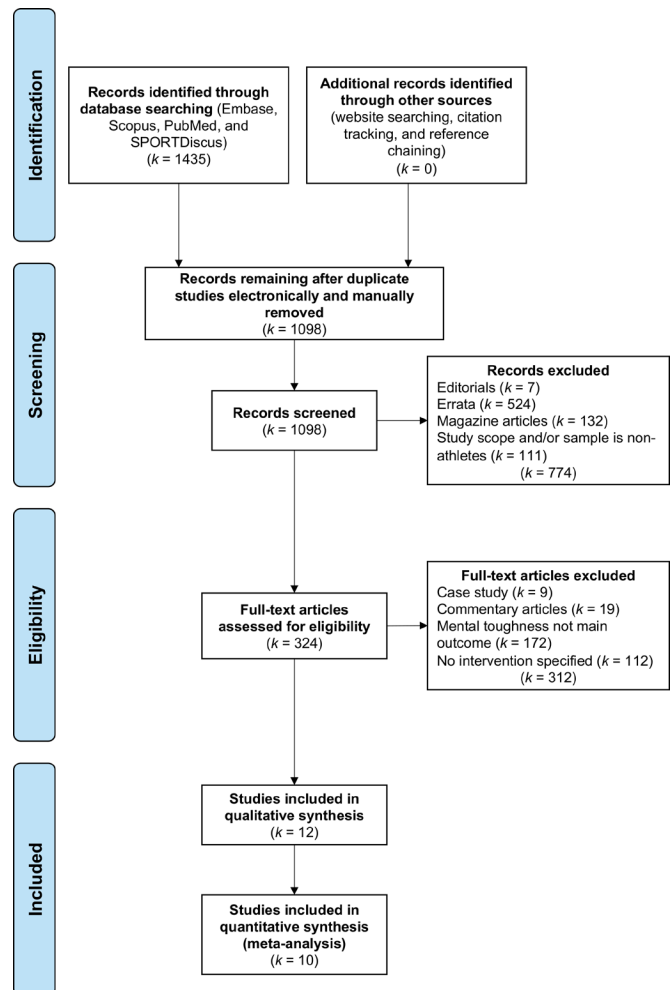 Identification
Records identified through
database searching (Embase,
Scopus, PubMed, and
SPORTDiscus)
(k = 1435)
Additional records identified
through other sources
(website searching, citation
tracking, and reference
chaining)
(k = 0)
Screening
Records remaining after duplicate
studies electronically and manually
removed
(k = 1098)
Records screened
(k = 1098)
Records excluded
Editorials (k = 7)
Errata (k = 524)
Magazine articles (k = 132)
Study scope and/or sample is non-
athletes (k = 111)
(k = 774)
Eligibility
Full-text articles
assessed for eligibility
(k = 324)
Full-text articles excluded
Case study (k = 9)
Commentary articles (k = 19)
Mental toughness not main
outcome (k = 172)
No intervention specified (k = 112)
(k = 312)
Included
Studies included in
qualitative synthesis
(k = 12)
Studies included in
quantitative synthesis
(meta-analysis)
(k = 10)